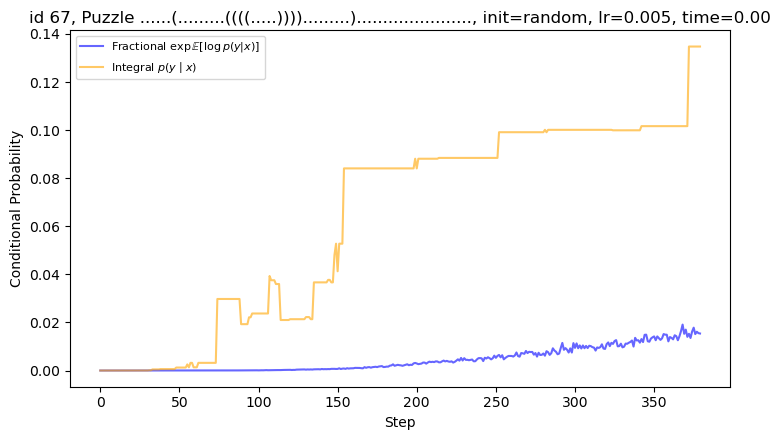 id 67, Puzzle ......(.........((((.....)))).........)......................, init=random, lr=0.005, time=0.00
Fractional exp𝔼[log p(y|x)]
Integral p(y | x)
Conditional Probability
0.14
0.12
0.10
0.08
0.06
0.04
0.02
0.00
0 50 100 150 200 250 300 350
Step